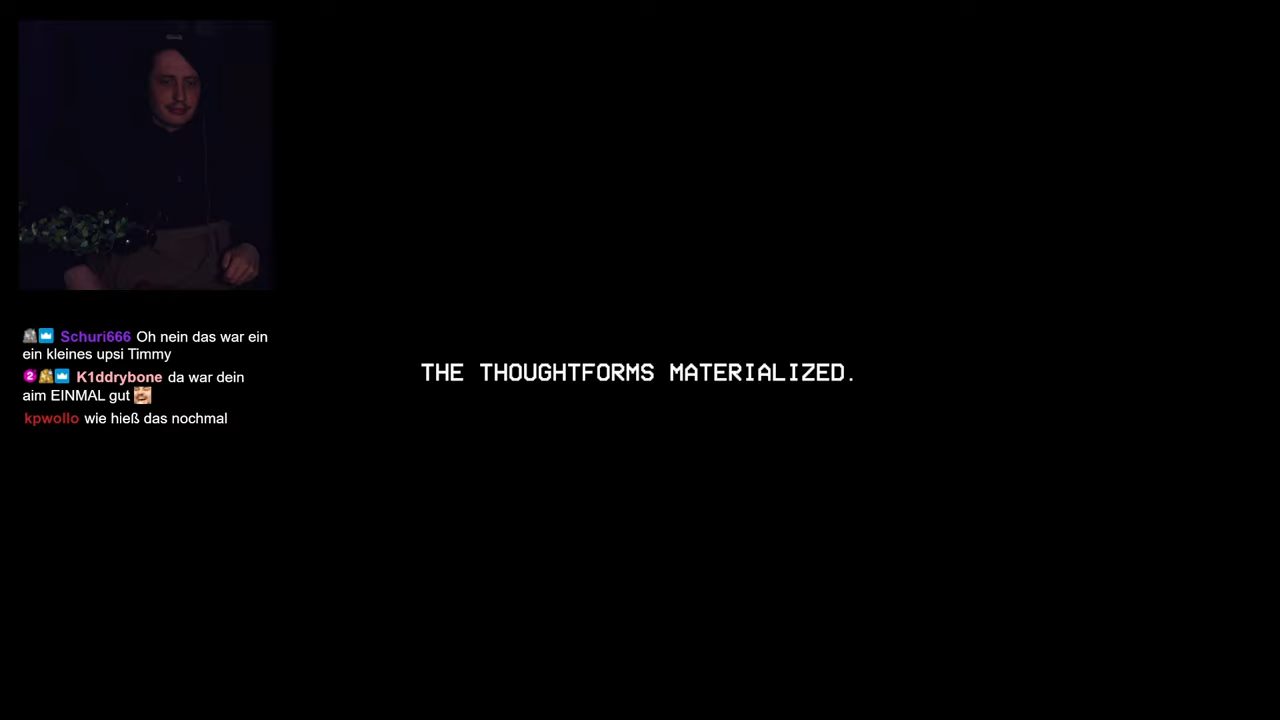 Schuri666 Oh nein das war ein
ein kleines upsi Timmy
2 K1ddrybone da war dein
aim EINMAL gut
kpwollo wie hieß das nochmal
THE THOUGHTFORMS MATERIALIZED.